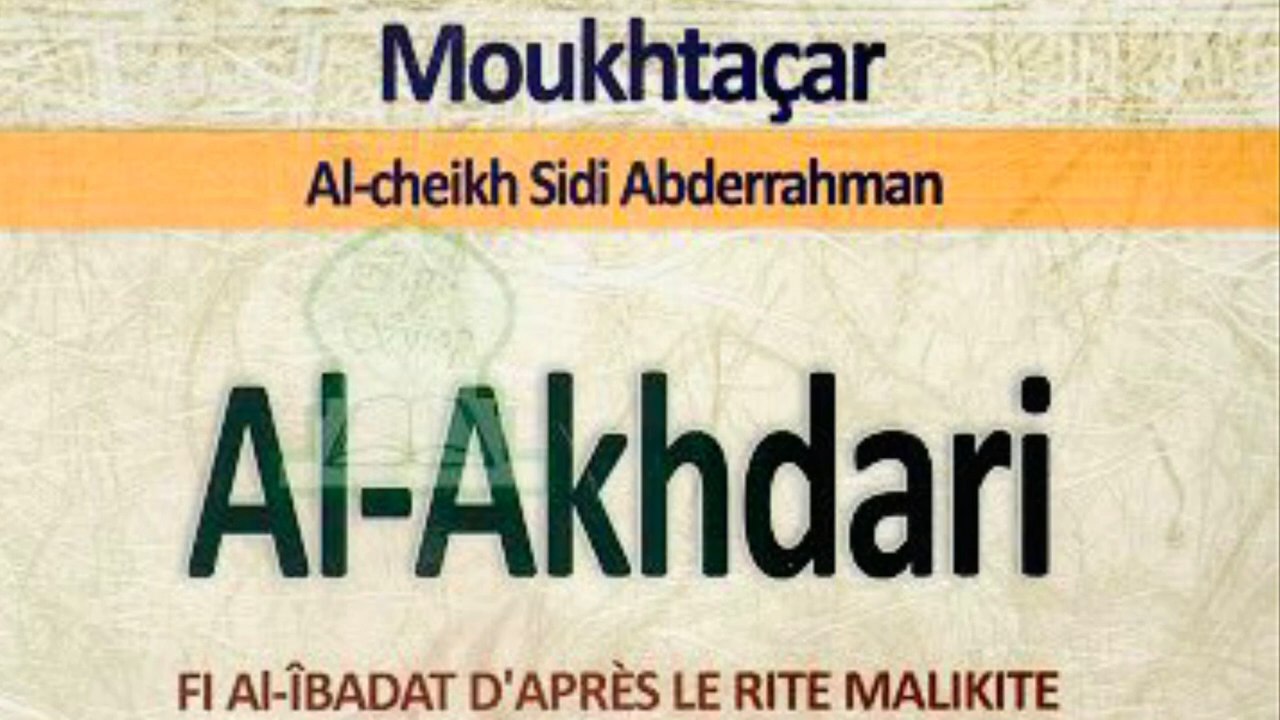 Moukhtaçar
Al-cheikh Sidi Abderrahman
Al-Akhdari
FI Al-ÎBADAT D'APRÈS LE RITE MALIKITE